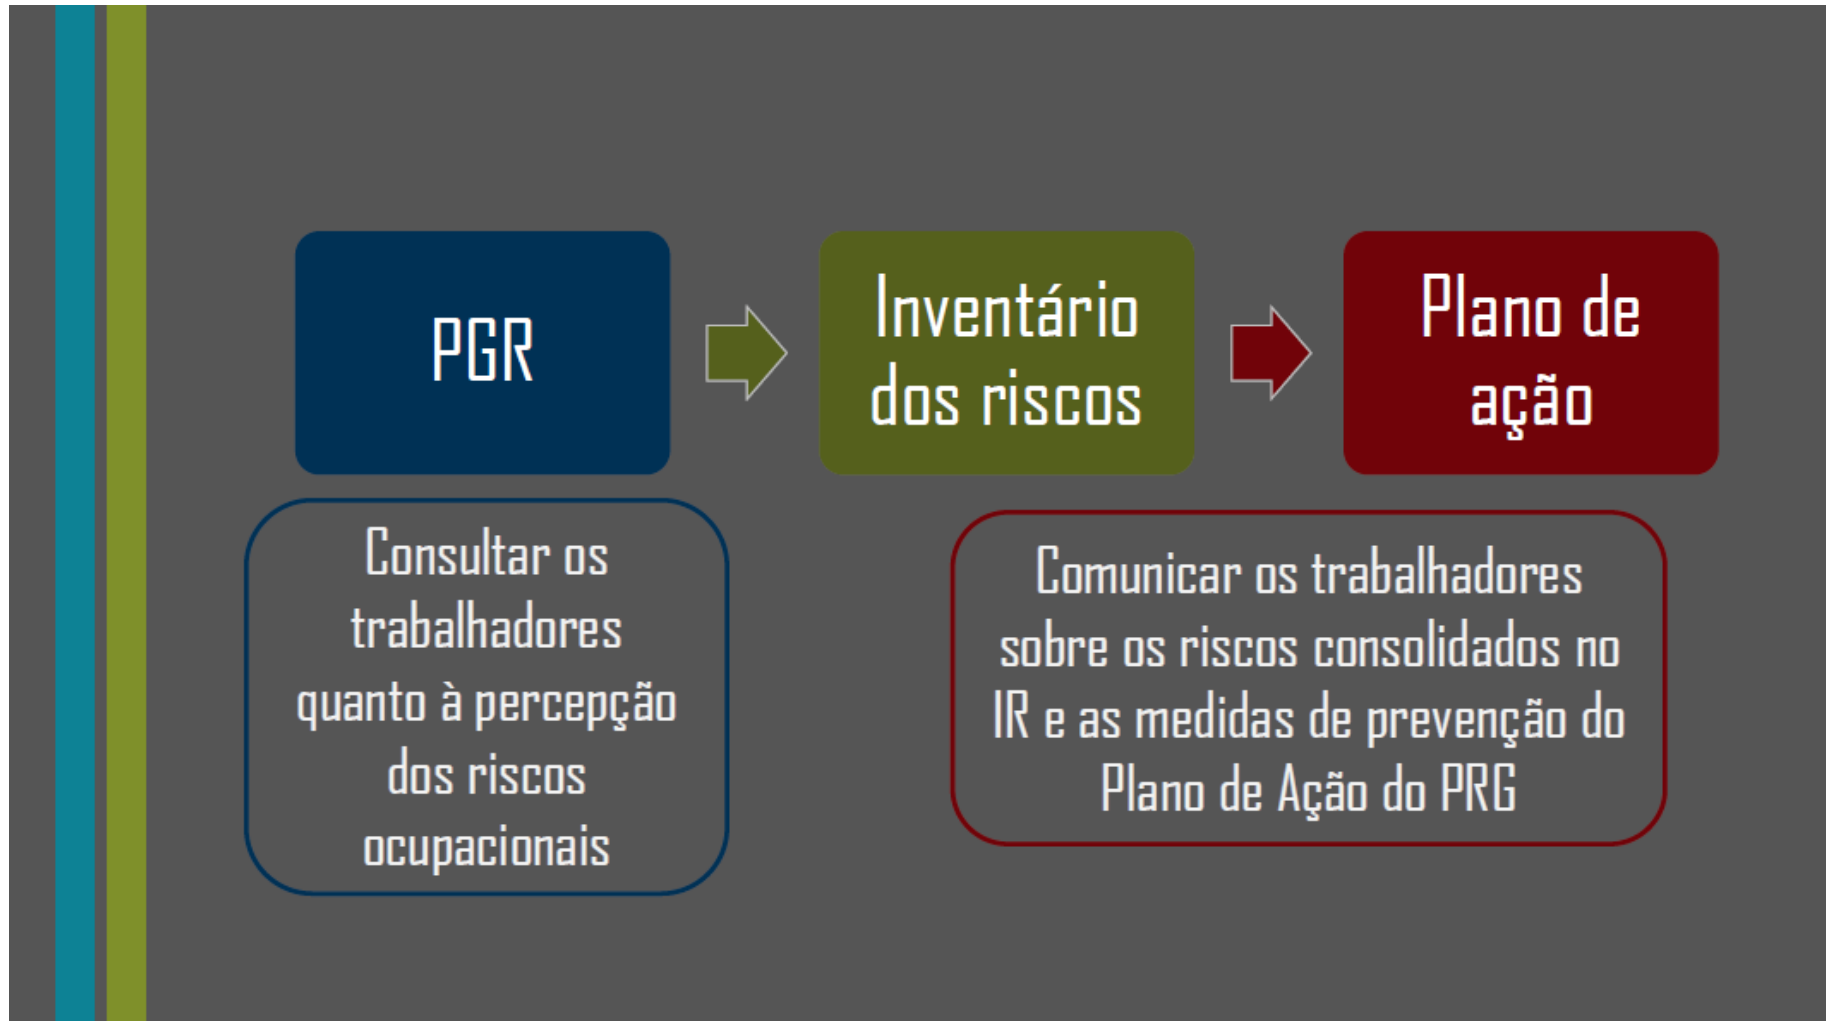 PGR
Inventário
dos riscos
Plano de
ação
Consultar os
trabalhadores
quanto à percepção
dos riscos
ocupacionais
Comunicar os trabalhadores
sobre os riscos consolidados no
IR e as medidas de prevenção do
Plano de Ação do PRG